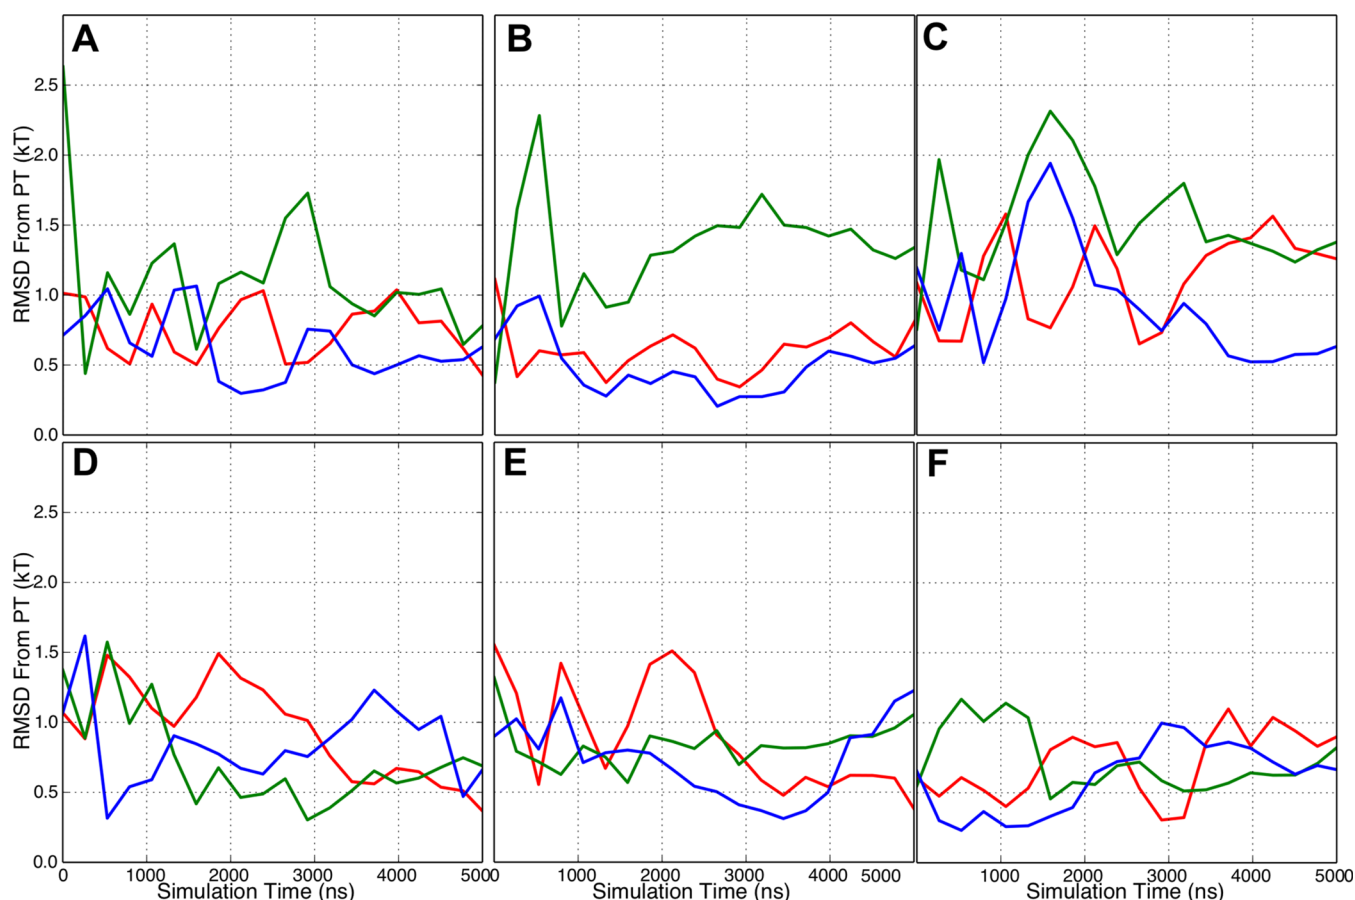 A
B
C
2.5
2.0
1.5
1.0
0.5
0.0
RMSD From PT (kT)
D
E
F
2.5
2.0
1.5
1.0
0.5
0.0
RMSD From PT (kT)
0 1000 2000 3000 4000 5000
1000 2000 3000 4000 5000
1000 2000 3000 4000 5000
Simulation Time (ns)
Simulation Time (ns)
Simulation Time (ns)